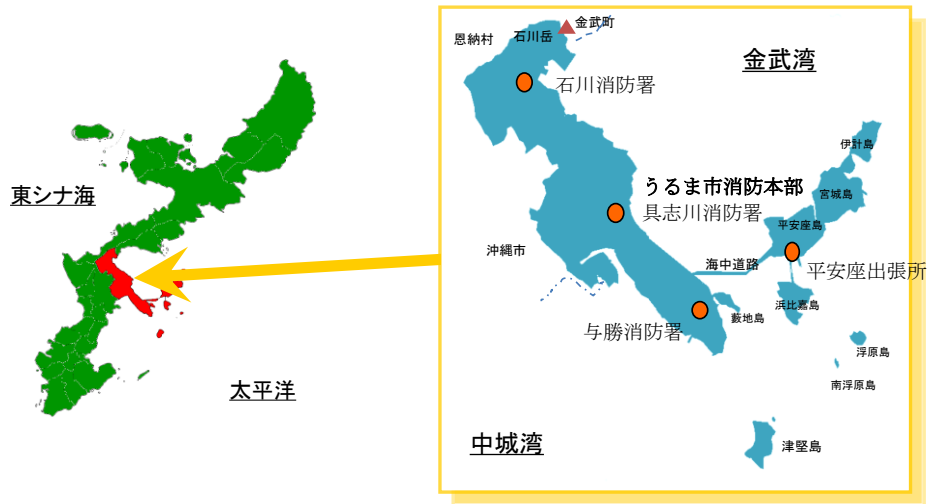 東シナ海
太平洋
金武町
恩納村
石川岳
金武湾
石川消防署
伊計島
うるま市消防本部
宮城島
具志川消防署
平安座島
沖縄市
海中道路
平安座出張所
浜比嘉島
藪地島
与勝消防署
浮原島
南浮原島
中城湾
津堅島